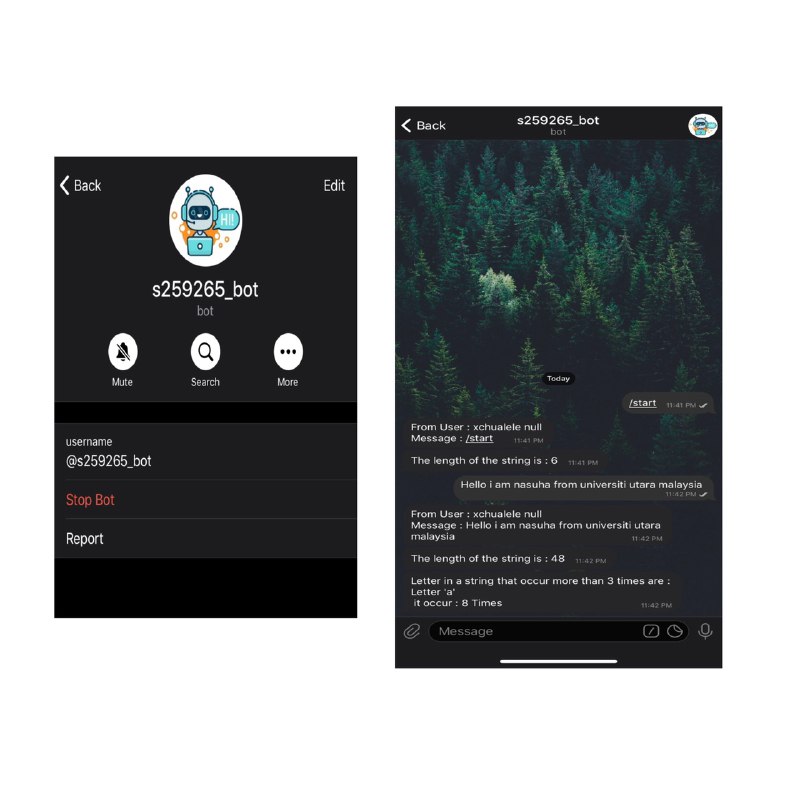 Back
Edit
HI!
s259265_bot
bot
Mute
Search
More
username
@s259265_bot
Stop Bot
Report
Back
s259265_bot
bot
Today
/start 11:41 PM
From User : xchualele null
Message : /start 11:41 PM
The length of the string is : 6 11:41 PM
Hello i am nasuha from universiti utara malaysia
11:42 PM
From User : xchualele null
Message : Hello i am nasuha from universiti utara
malaysia 11:42 PM
The length of the string is : 48 11:42 PM
Letter in a string that occur more than 3 times are :
Letter 'a'
it occur : 8 Times 11:42 PM
Message